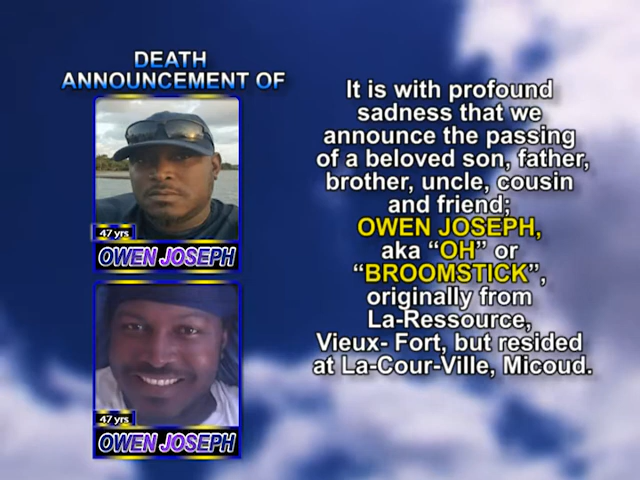 DEATH
ANNOUNCEMENT OF
47 yrs
OWEN JOSEPH
47 yrs
OWEN JOSEPH
It is with profound
sadness that we
announce the passing
of a beloved son, father,
brother, uncle, cousin
and friend;
OWEN JOSEPH,
aka “OH” or
“BROOMSTICK”,
originally from
La-Ressource,
Vieux- Fort, but resided
at La-Cour-Ville, Micoud.